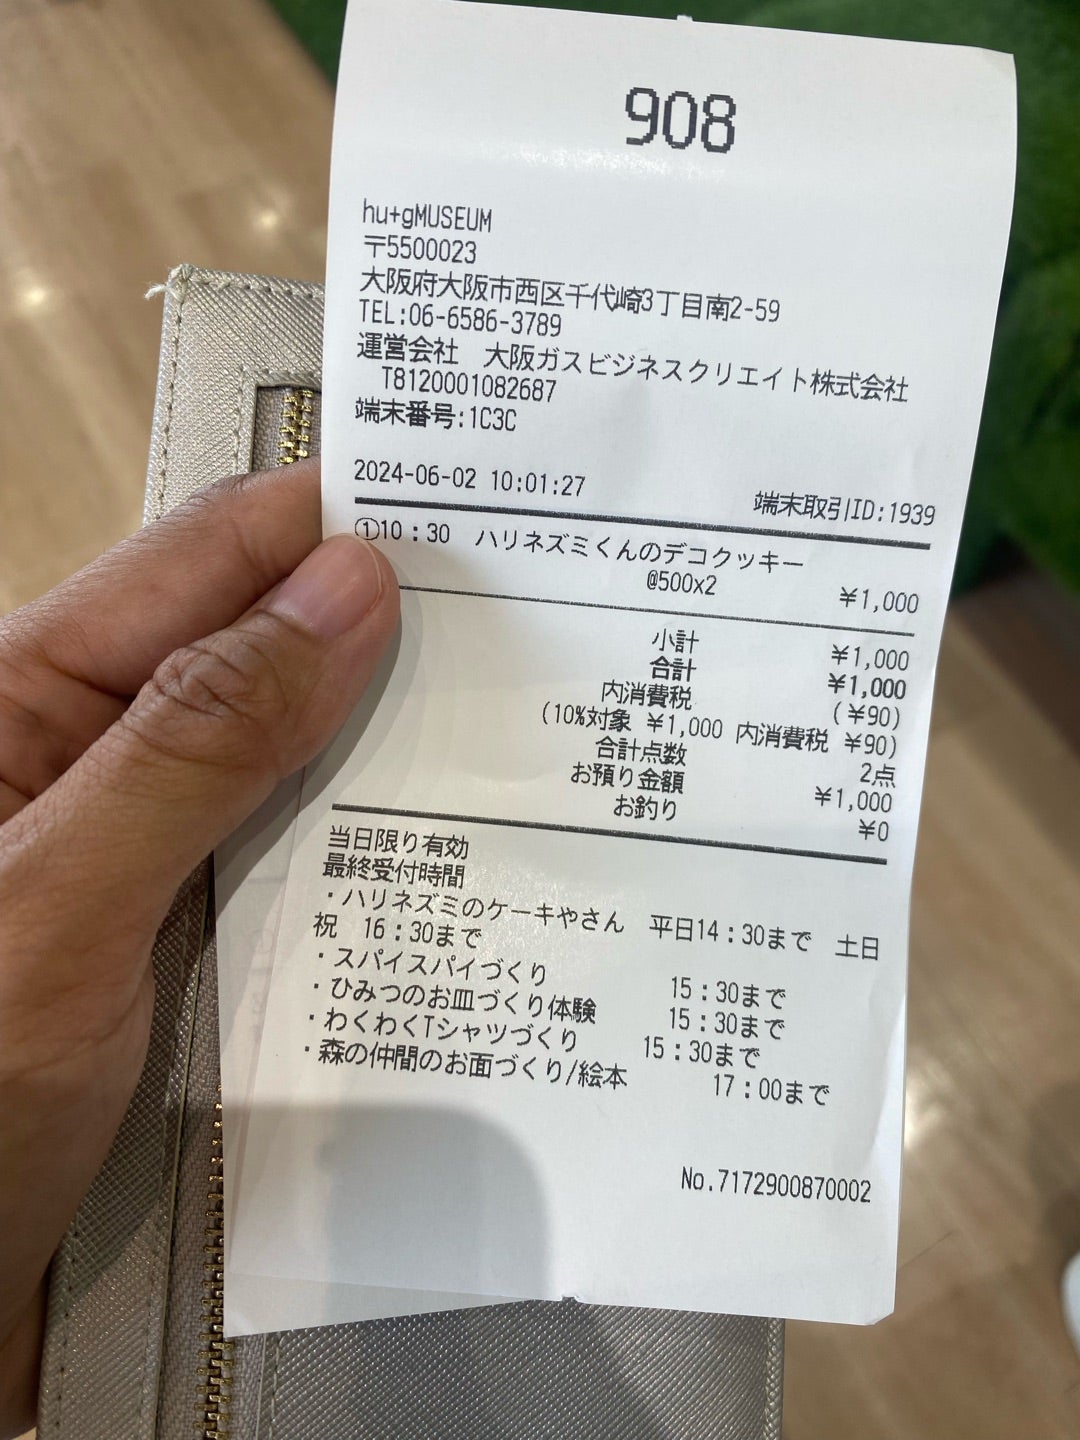 908
hu+gMUSEUM
〒5500023
大阪府大阪市西区千代崎3丁目南2-59
TEL:06-6586-3789
運営会社 大阪ガスビジネスクリエイト株式会社
T8120001082687
端末番号:1C3C
2024-06-02 10:01:27 端末取引ID:1939
①10:30 ハリネズミくんのデコクッキー
@500x2 ¥1,000
小計 ¥1,000
合計 ¥1,000
内消費税 (¥90)
(10%対象 ¥1,000 内消費税 ¥90)
合計点数 2点
お預り金額 ¥1,000
お釣り ¥0
当日限り有効
最終受付時間
・ハリネズミのケーキやさん 平日14:30まで 土日
祝 16:30まで
・スパイスパイづくり 15:30まで
・ひみつのお皿づくり体験 15:30まで
・わくわくTシャツづくり 15:30まで
・森の仲間のお面づくり/絵本 17:00まで
No.7172900870002